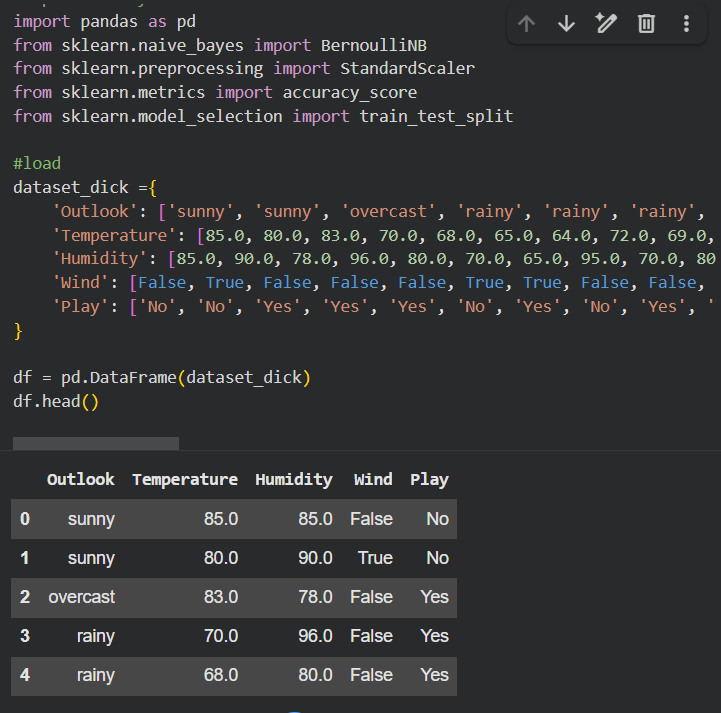 import pandas as pd
from sklearn.naive_bayes import BernoulliNB
from sklearn.preprocessing import StandardScaler
from sklearn.metrics import accuracy_score
from sklearn.model_selection import train_test_split
#load
dataset_dick ={
'Outlook': ['sunny', 'sunny', 'overcast', 'rainy', 'rainy', 'rainy',
'Temperature': [85.0, 80.0, 83.0, 70.0, 68.0, 65.0, 64.0, 72.0, 69.0,
'Humidity': [85.0, 90.0, 78.0, 96.0, 80.0, 70.0, 65.0, 95.0, 70.0, 80
'Wind': [False, True, False, False, False, True, True, False, False,
'Play': ['No', 'No', 'Yes', 'Yes', 'Yes', 'No', 'Yes', 'No', 'Yes', '
}
df = pd.DataFrame(dataset_dick)
df.head()
Outlook Temperature Humidity Wind Play
0 sunny 85.0 85.0 False No
1 sunny 80.0 90.0 True No
2 overcast 83.0 78.0 False Yes
3 rainy 70.0 96.0 False Yes
4 rainy 68.0 80.0 False Yes